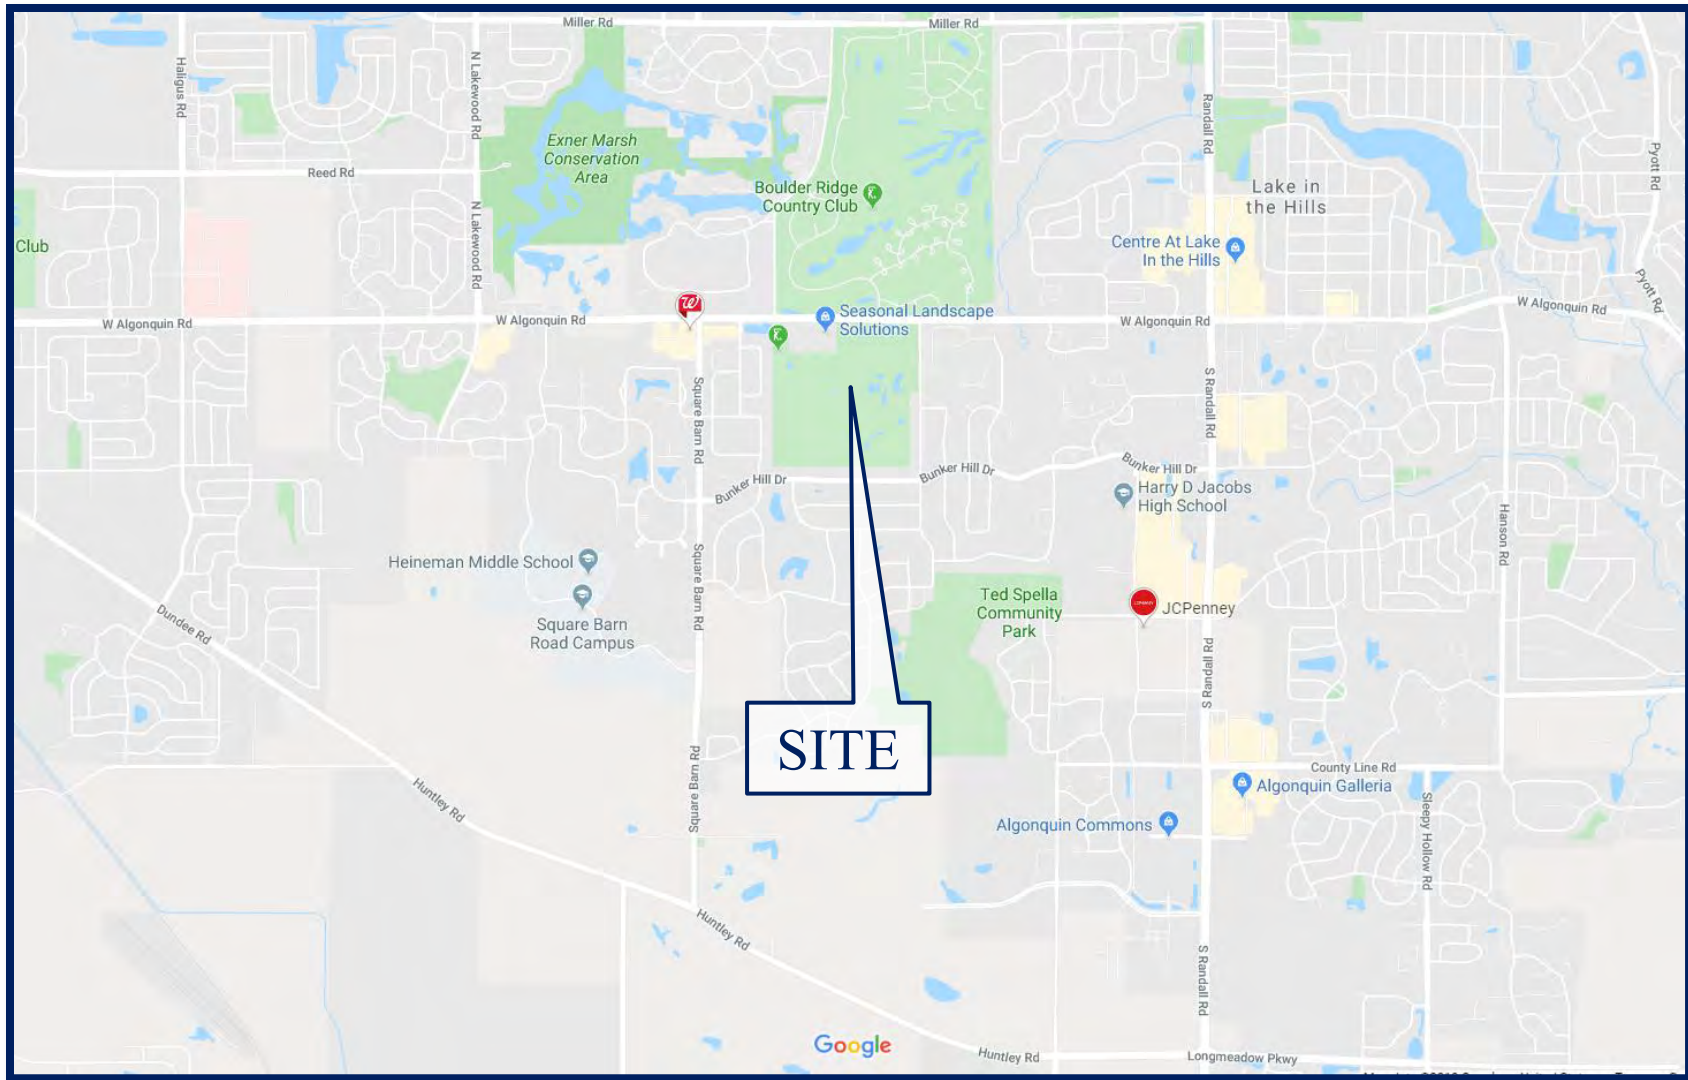 Miller Rd
Miller Rd
Haligus Rd
N Lakewood Rd
Randall Rd
Pyott Rd
Exner Marsh
Conservation
Area
Reed Rd
Boulder Ridge
Country Club
Lake in
the Hills
N Lakewood Rd
Club
Centre At Lake
In the Hills
Pyott Rd
W Algonquin Rd
W Algonquin Rd
Seasonal Landscape
Solutions
W Algonquin Rd
W Algonquin Rd
Square Barn Rd
S Randall Rd
Bunker Hill Dr
Bunker Hill Dr
Bunker Hill Dr
Harry D Jacobs
High School
Hanson Rd
Heineman Middle School
Square Barn Rd
Dundee Rd
Square Barn
Road Campus
Ted Spella
Community
Park
JCPenney
S Randall Rd
SITE
Square Barn Rd
County Line Rd
Huntley Rd
Algonquin Galleria
Algonquin Commons
Sleepy Hollow Rd
Huntley Rd
S Randall Rd
Google
Huntley Rd
Longmeadow Pkwy